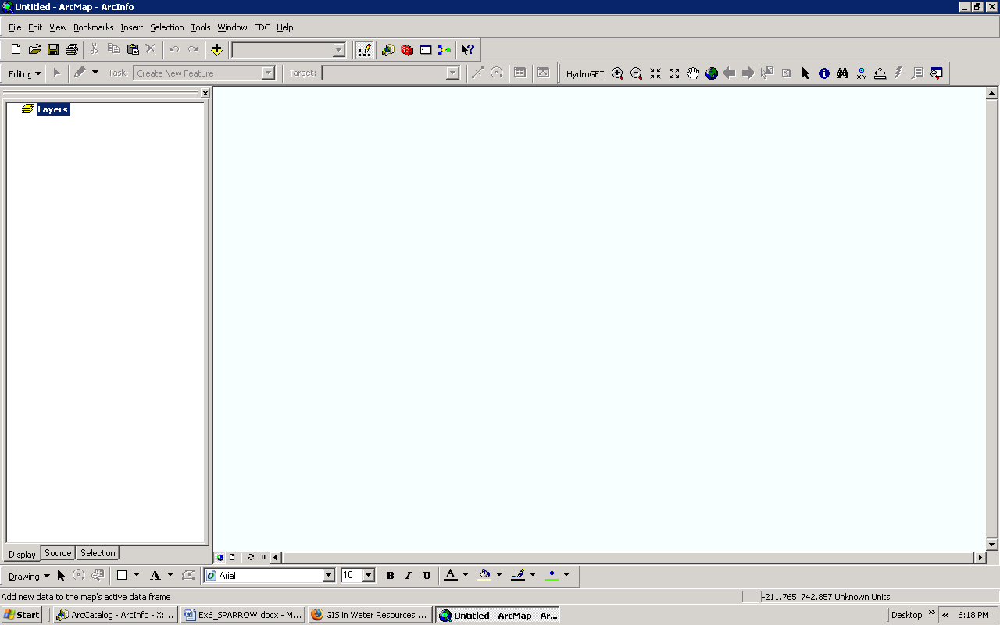 Untitled - ArcMap - ArcInfo
File Edit View Bookmarks Insert Selection Tools Window EDC Help
Editor Task: Create New Feature Target: HydroGET
Layers
Display Source Selection
Drawing A Arial 10 B I U A
Add new data to the map's active data frame -211.765 742.857 Unknown Units
Start ArcCatalog - ArcInfo - X:... Ex6_SPARROW.docx - M... GIS in Water Resources ... Untitled - ArcMap - Ar... Desktop 6:18 PM